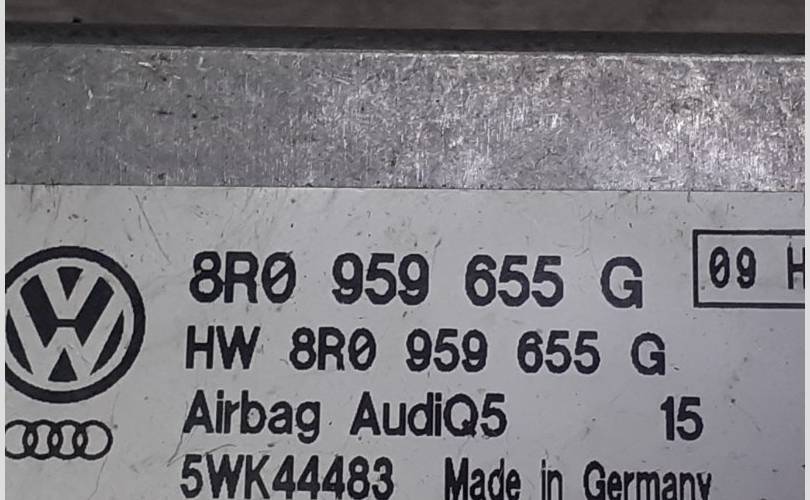 8R0 959 655 G 09 H
HW 8R0 959 655 G
Airbag AudiQ5 15
5WK44483 Made in Germany